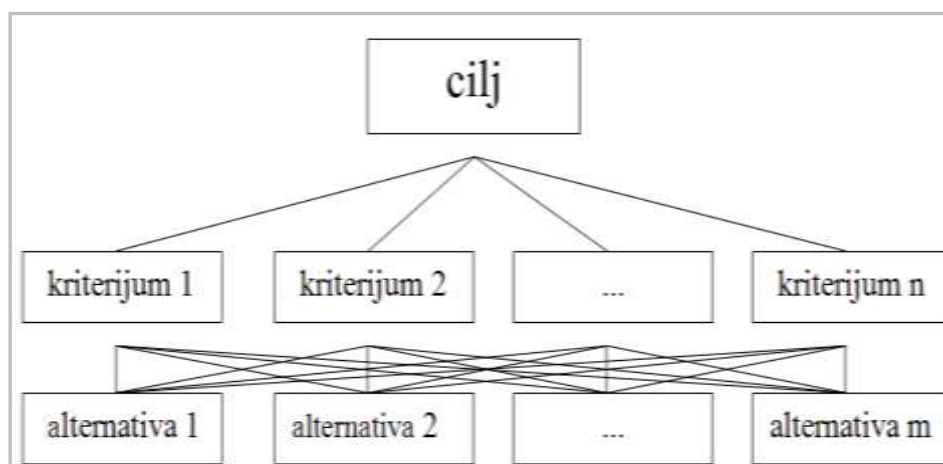 cilj
kriterijum 1
kriterijum 2
...
kriterijum n
alternativa 1
alternativa 2
...
alternativa m